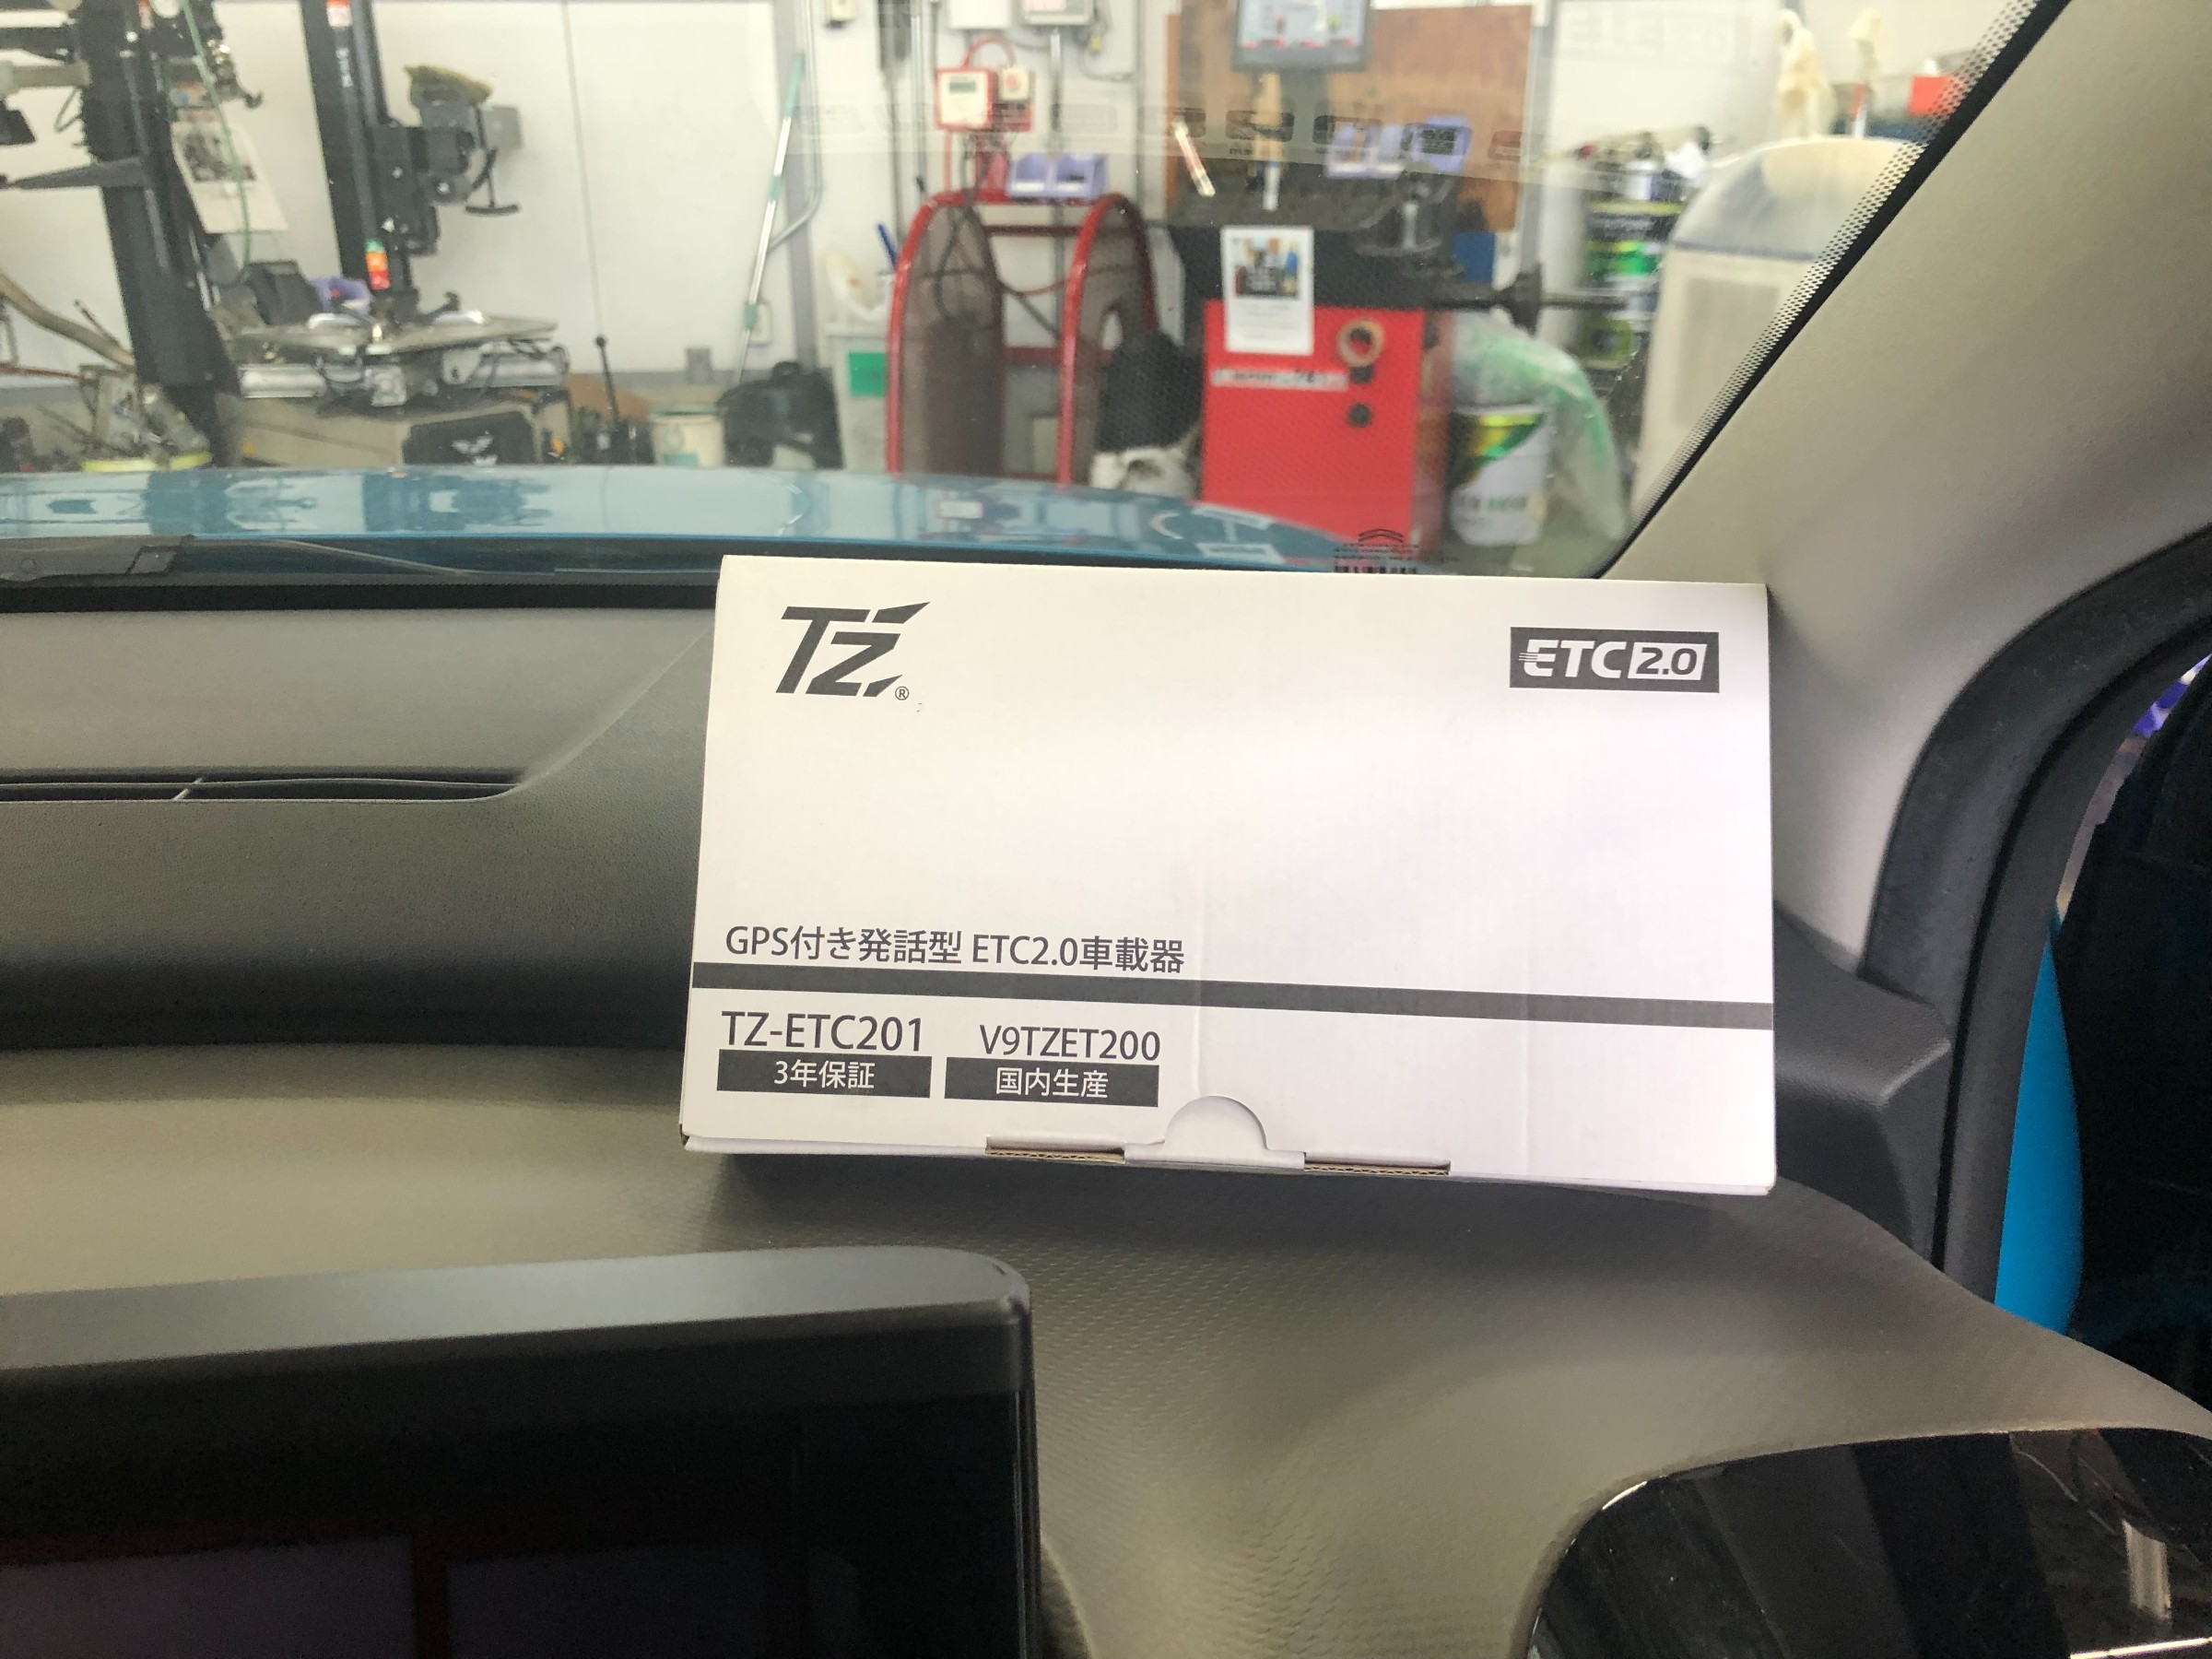 TZ®
ETC2.0
GPS付き発話型 ETC2.0車載器
TZ-ETC201 V9TZET200
3年保証 国内生産